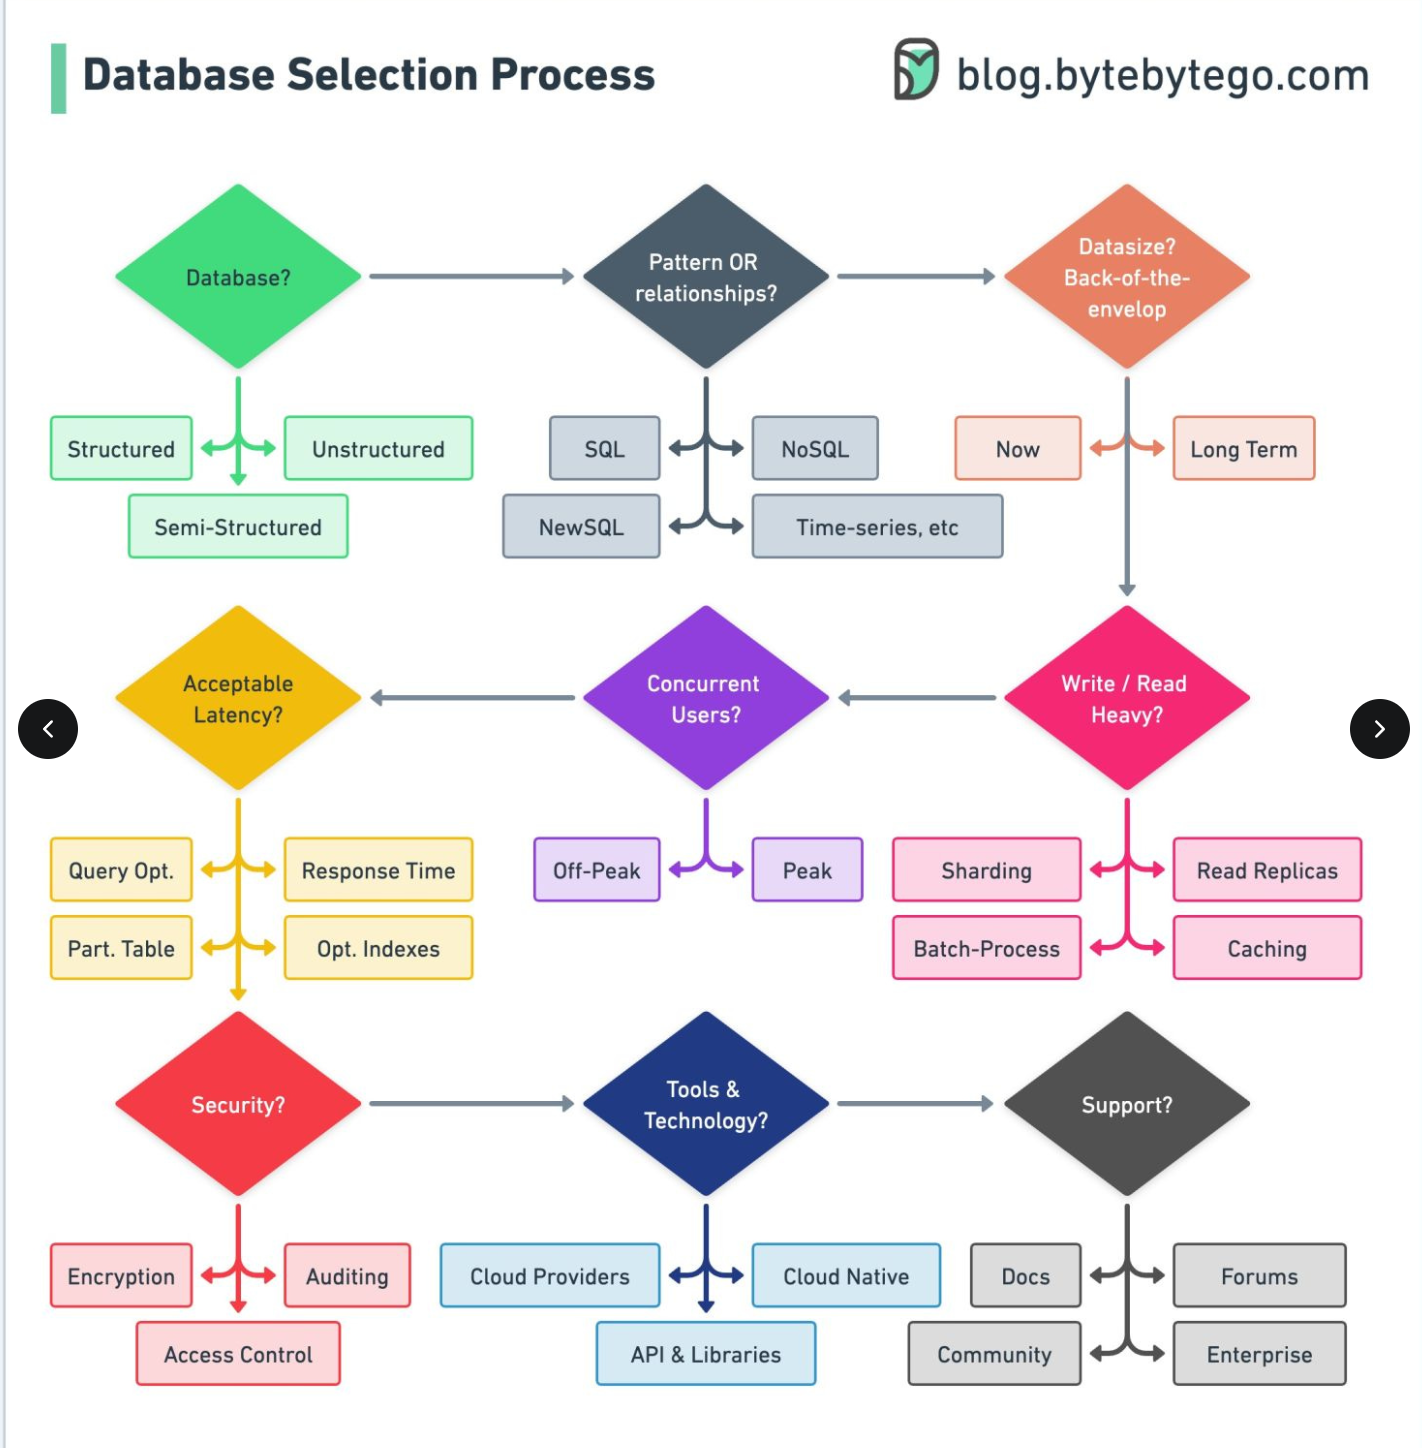 Database Selection Process
blog.bytebytego.com
Database?
Pattern OR
relationships?
Datasize?
Back-of-the-
envelop
Structured
Unstructured
Semi-Structured
SQL
NoSQL
NewSQL
Time-series, etc
Now
Long Term
Write / Read
Heavy?
Sharding
Read Replicas
Batch-Process
Caching
Concurrent
Users?
Off-Peak
Peak
Acceptable
Latency?
Query Opt.
Response Time
Part. Table
Opt. Indexes
Security?
Encryption
Auditing
Access Control
Tools &
Technology?
Cloud Providers
Cloud Native
API & Libraries
Support?
Docs
Forums
Community
Enterprise